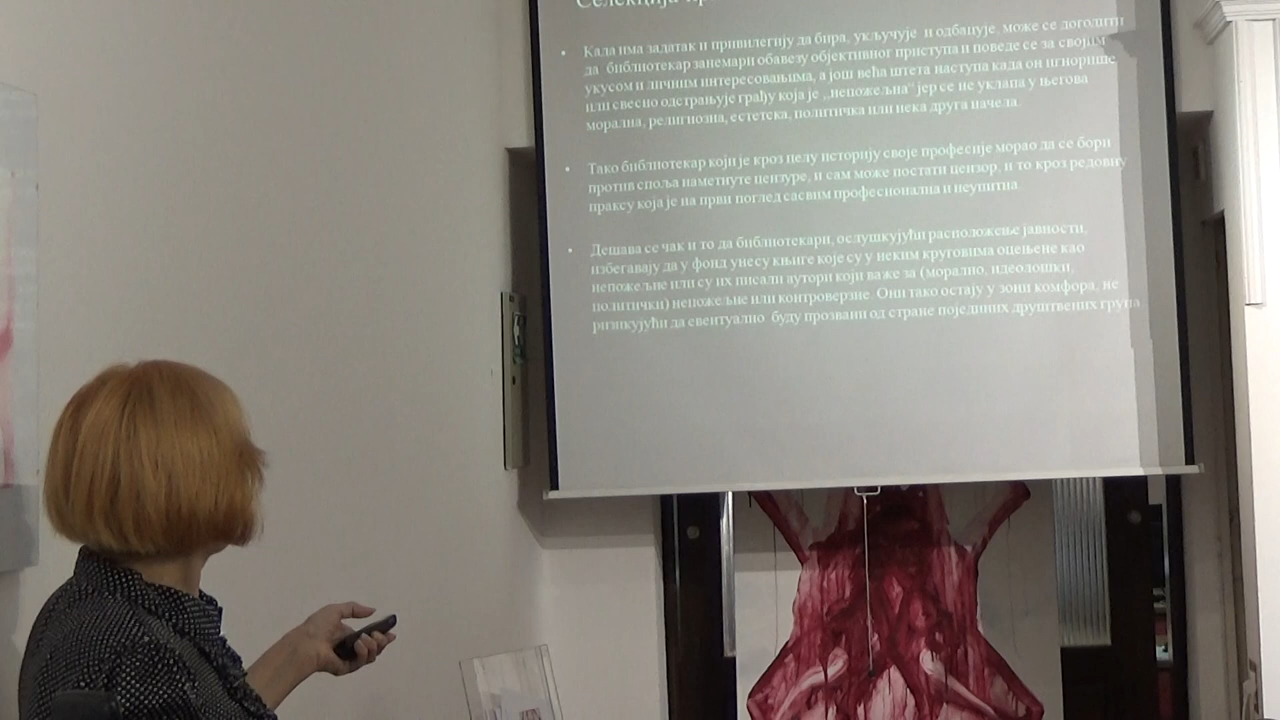 Селекција
• Када има задатак и привилегију да бира, укључује и одбацује, може се догодити
да библиотекар занемари обавезу објективног приступа и поведе се за својим
укусом и личним интересовањима, а још већа штета наступа када он игнорише
или свесно одстрањује грађу која је „непожељна“ јер се не уклапа у његова
морална, религиозна, естетска, политичка или нека друга начела.
• Тако библиотекар који је кроз целу историју своје професије морао да се бори
против споља наметнуте цензуре, и сам може постати цензор, и то кроз редовну
праксу која је на први поглед сасвим професионална и неупитна.
• Дешава се чак и то да библиотекари, ослушкујући расположење јавности,
избегавају да у фонд унесу књиге које су у неким круговима оцењене као
непожељне или су их писали аутори који важе за (морално, идеолошки,
политички) непожељне или контроверзне. Они тако остају у зони комфора, не
ризикујући да евентуално буду прозвани од стране појединих друштвених група